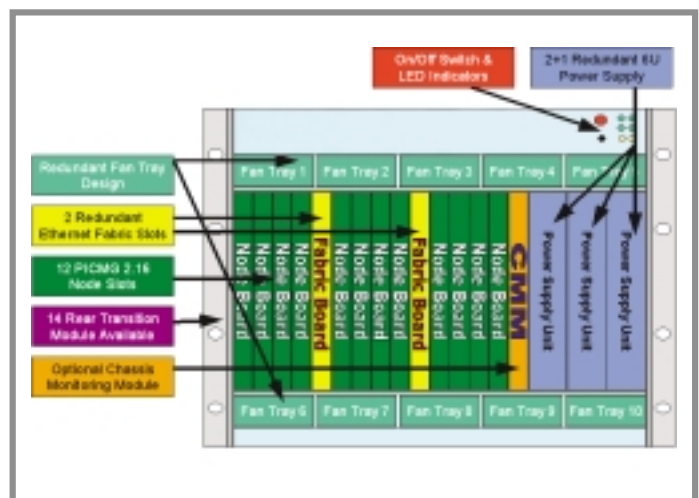 On/Off Switch &
LED Indicators
2+1 Redundant 6U
Power Supply
Redundant Fan Tray
Design
2 Redundant
Ethernet Fabric Slots
12 PICMG 2.16
Node Slots
14 Rear Transition
Module Available
Optional Chassis
Monitoring Module
Fan Tray 1
Fan Tray 2
Fan Tray 3
Fan Tray 4
Fan Tray
Node Board
Node Board
Node Board
Node Board
Fabric Board
Node Board
Node Board
Node Board
Node Board
Fabric Board
Node Board
Node Board
Node Board
Node Board
CMM
Power Supply Unit
Power Supply Unit
Power Supply Unit
Fan Tray 6
Fan Tray 7
Fan Tray 8
Fan Tray 9
Fan Tray 10